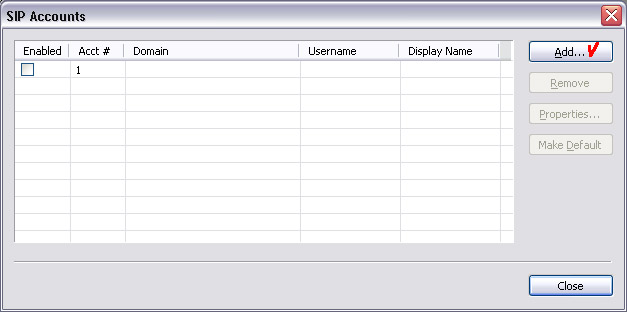 SIP Accounts
Enabled Acct # Domain Username Display Name
1
Add...
Remove
Properties...
Make Default
Close